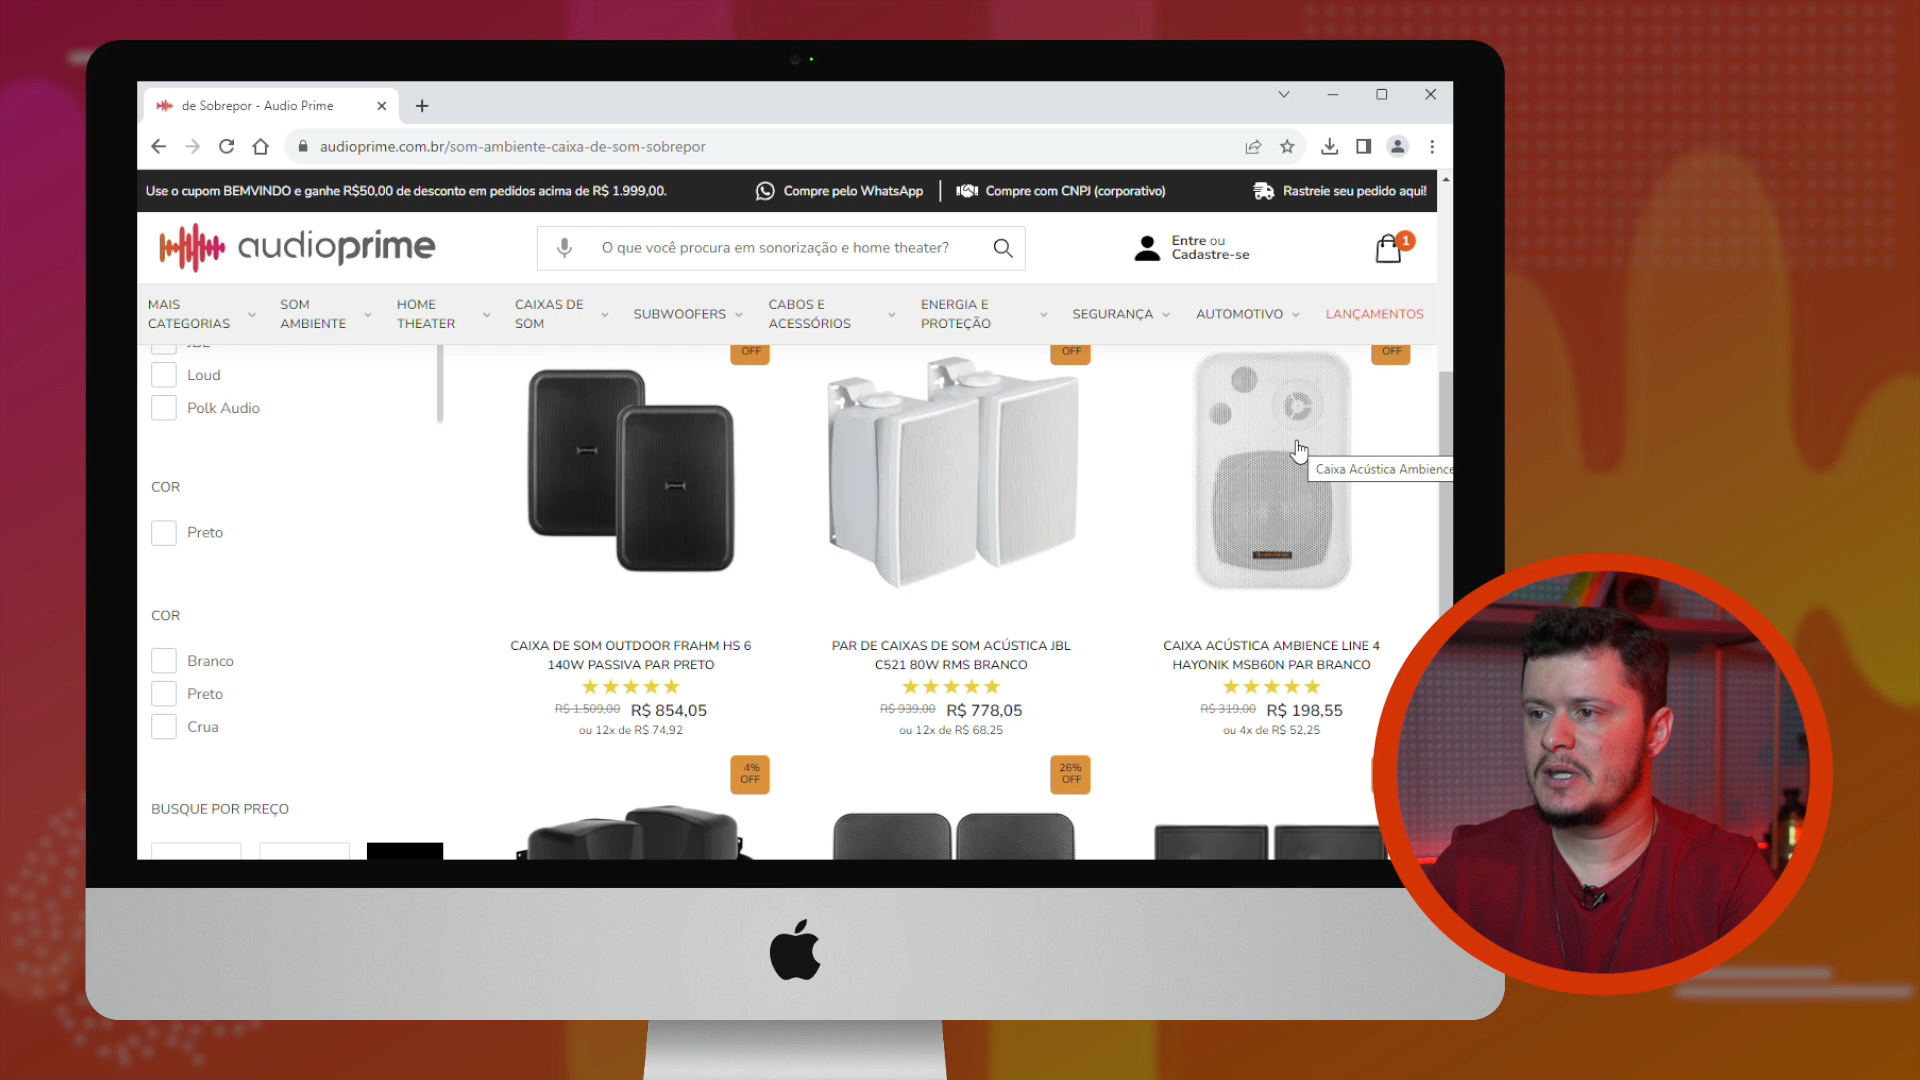 de Sobrepor - Audio Prime
audioprime.com.br/som-ambiente-caixa-de-som-sobrepor
Use o cupom BEMVINDO e ganhe R$50,00 de desconto em pedidos acima de R$ 1.999,00.
Compre pelo WhatsApp
Compre com CNPJ (corporativo)
Rastreie seu pedido aqui!
audioprime
O que você procura em sonorização e home theater?
Entre ou
Cadastre-se
1
MAIS
CATEGORIAS
SOM
AMBIENTE
HOME
THEATER
CAIXAS DE
SOM
SUBWOOFERS
CABOS E
ACESSÓRIOS
ENERGIA E
PROTEÇÃO
SEGURANÇA
AUTOMOTIVO
LANÇAMENTOS
JBL
Loud
Polk Audio
COR
Preto
COR
Branco
Preto
Crua
BUSQUE POR PREÇO
OFF
OFF
OFF
Caixa Acústica Ambience
CAIXA DE SOM OUTDOOR FRAHM HS 6
140W PASSIVA PAR PRETO
R$ 1.509,00 R$ 854,05
ou 12x de R$ 74,92
PAR DE CAIXAS DE SOM ACÚSTICA JBL
C521 80W RMS BRANCO
R$ 939,00 R$ 778,05
ou 12x de R$ 68,25
CAIXA ACÚSTICA AMBIENCE LINE 4
HAYONIK MSB60N PAR BRANCO
R$ 319,00 R$ 198,55
ou 4x de R$ 52,25
4%
OFF
26%
OFF